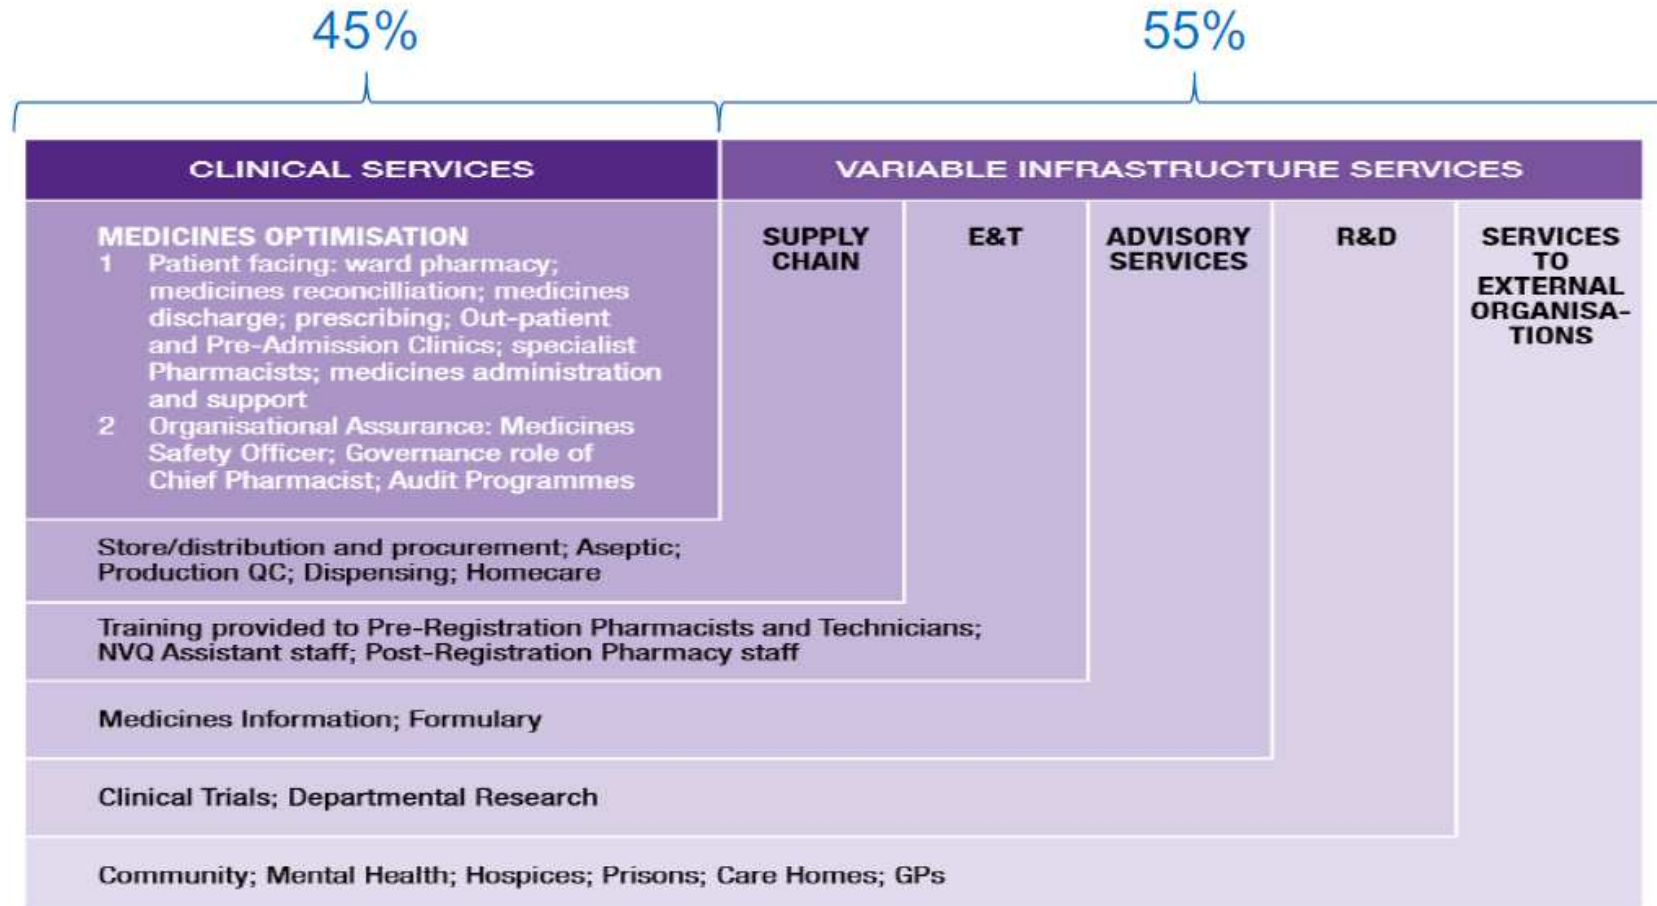 45%
55%
CLINICAL SERVICES
VARIABLE INFRASTRUCTURE SERVICES
MEDICINES OPTIMISATION
1 Patient facing: ward pharmacy;
medicines reconcilliation; medicines
discharge; prescribing; Out-patient
and Pre-Admission Clinics; specialist
Pharmacists; medicines administration
and support
2 Organisational Assurance: Medicines
Safety Officer; Governance role of
Chief Pharmacist; Audit Programmes
SUPPLY
CHAIN
E&T
ADVISORY
SERVICES
R&D
SERVICES
TO
EXTERNAL
ORGANISA-
TIONS
Store/distribution and procurement; Aseptic;
Production QC; Dispensing; Homecare
Training provided to Pre-Registration Pharmacists and Technicians;
NVQ Assistant staff; Post-Registration Pharmacy staff
Medicines Information; Formulary
Clinical Trials; Departmental Research
Community; Mental Health; Hospices; Prisons; Care Homes; GPs